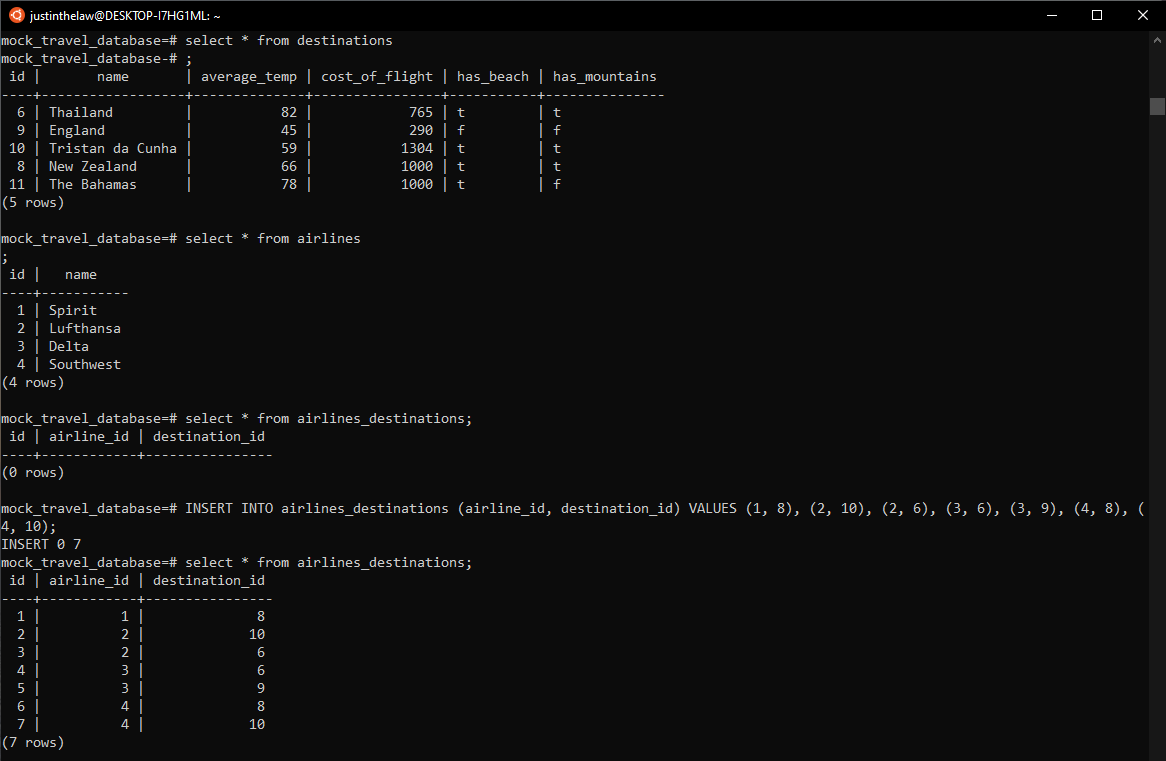 justinthelaw@DESKTOP-I7HG1ML: ~
mock_travel_database=# select * from destinations
mock_travel_database-# ;
 id |       name       | average_temp | cost_of_flight | has_beach | has_mountains
----+------------------+--------------+----------------+-----------+---------------
  6 | Thailand         |           82 |            765 | t         | t
  9 | England          |           45 |            290 | f         | f
 10 | Tristan da Cunha |           59 |           1304 | t         | t
  8 | New Zealand      |           66 |           1000 | t         | t
 11 | The Bahamas      |           78 |           1000 | t         | f
(5 rows)

mock_travel_database=# select * from airlines
;
 id |   name
----+-----------
  1 | Spirit
  2 | Lufthansa
  3 | Delta
  4 | Southwest
(4 rows)

mock_travel_database=# select * from airlines_destinations;
 id | airline_id | destination_id
----+------------+----------------
(0 rows)

mock_travel_database=# INSERT INTO airlines_destinations (airline_id, destination_id) VALUES (1, 8), (2, 10), (2, 6), (3, 6), (3, 9), (4, 8), (
4, 10);
INSERT 0 7
mock_travel_database=# select * from airlines_destinations;
 id | airline_id | destination_id
----+------------+----------------
  1 |          1 |              8
  2 |          2 |             10
  3 |          2 |              6
  4 |          3 |              6
  5 |          3 |              9
  6 |          4 |              8
  7 |          4 |             10
(7 rows)